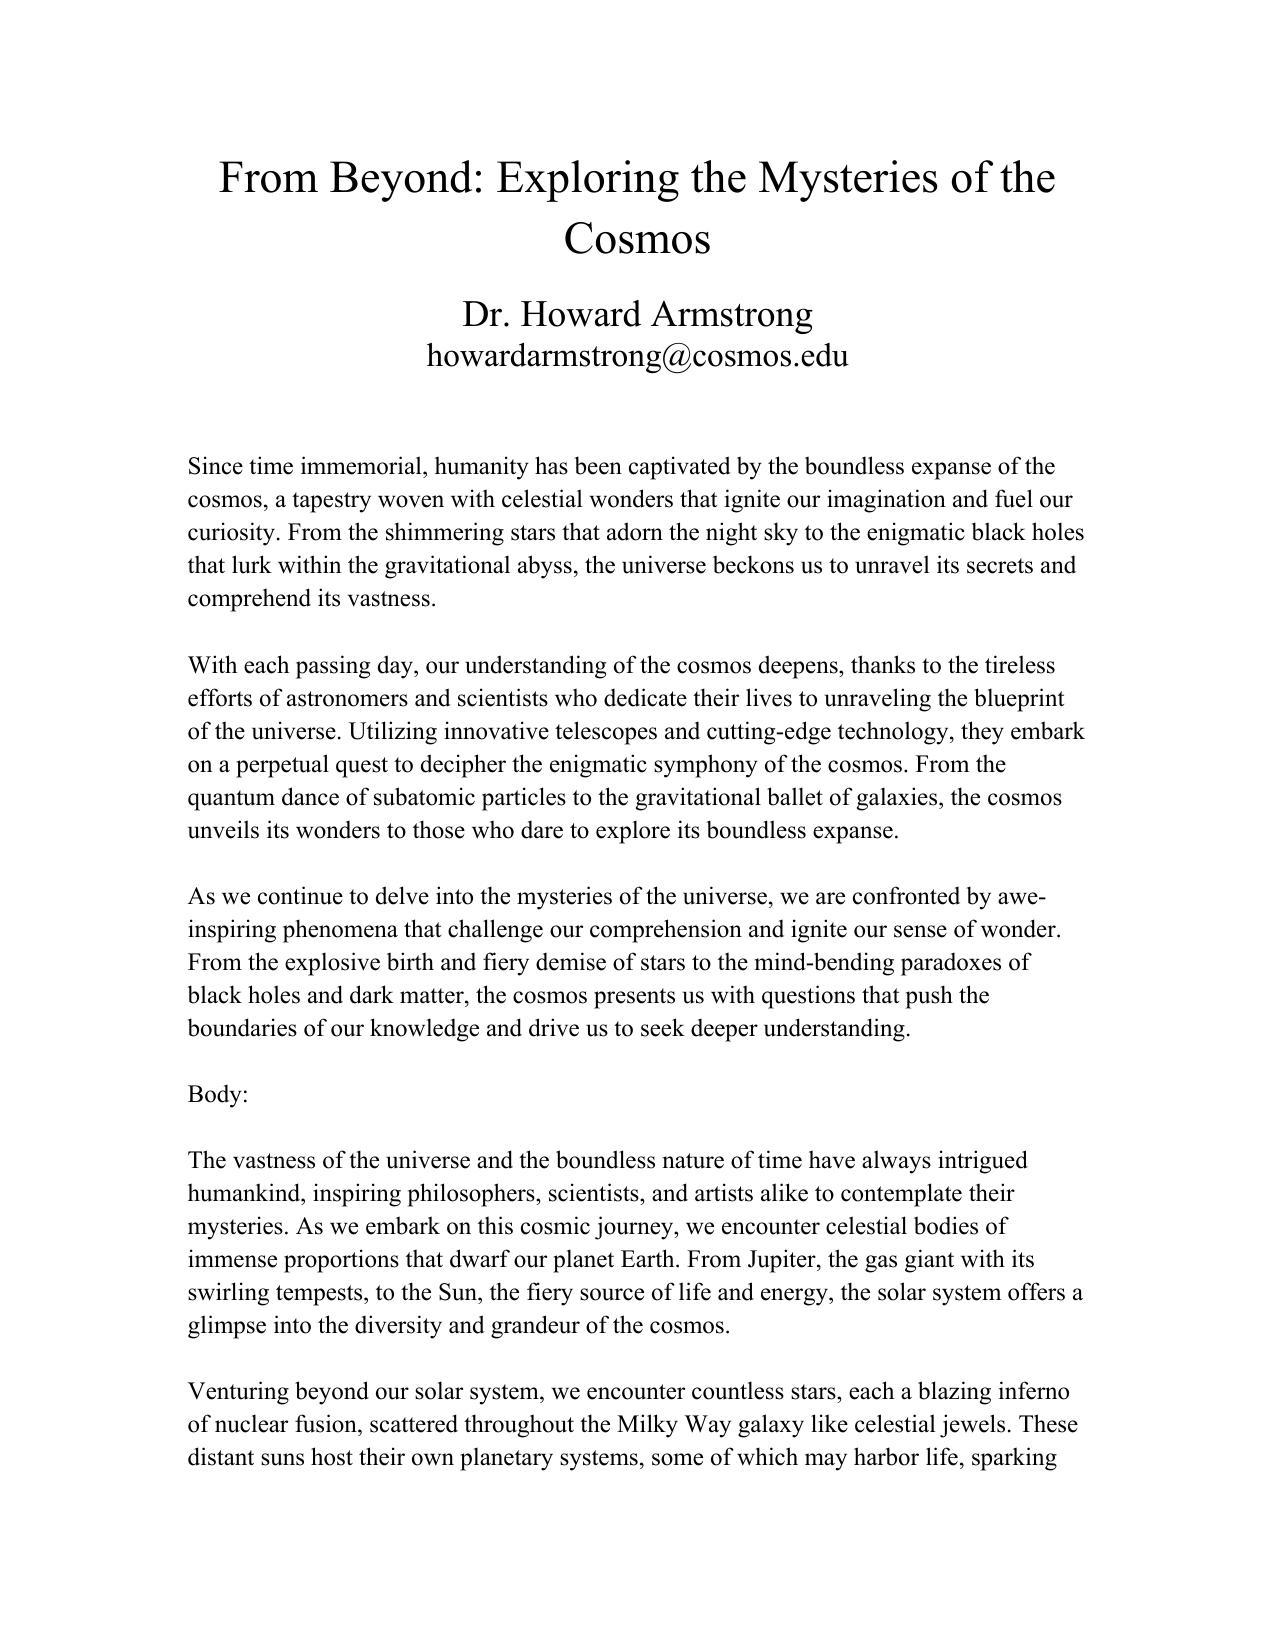 From Beyond: Exploring the Mysteries of the
Cosmos
Dr. Howard Armstrong
howardarmstrong@cosmos.edu
Since time immemorial, humanity has been captivated by the boundless expanse of the
cosmos, a tapestry woven with celestial wonders that ignite our imagination and fuel our
curiosity. From the shimmering stars that adorn the night sky to the enigmatic black holes
that lurk within the gravitational abyss, the universe beckons us to unravel its secrets and
comprehend its vastness.
With each passing day, our understanding of the cosmos deepens, thanks to the tireless
efforts of astronomers and scientists who dedicate their lives to unraveling the blueprint
of the universe. Utilizing innovative telescopes and cutting-edge technology, they embark
on a perpetual quest to decipher the enigmatic symphony of the cosmos. From the
quantum dance of subatomic particles to the gravitational ballet of galaxies, the cosmos
unveils its wonders to those who dare to explore its boundless expanse.
As we continue to delve into the mysteries of the universe, we are confronted by awe-
inspiring phenomena that challenge our comprehension and ignite our sense of wonder.
From the explosive birth and fiery demise of stars to the mind-bending paradoxes of
black holes and dark matter, the cosmos presents us with questions that push the
boundaries of our knowledge and drive us to seek deeper understanding.
Body:
The vastness of the universe and the boundless nature of time have always intrigued
humankind, inspiring philosophers, scientists, and artists alike to contemplate their
mysteries. As we embark on this cosmic journey, we encounter celestial bodies of
immense proportions that dwarf our planet Earth. From Jupiter, the gas giant with its
swirling tempests, to the Sun, the fiery source of life and energy, the solar system offers a
glimpse into the diversity and grandeur of the cosmos.
Venturing beyond our solar system, we encounter countless stars, each a blazing inferno
of nuclear fusion, scattered throughout the Milky Way galaxy like celestial jewels. These
distant suns host their own planetary systems, some of which may harbor life, sparking